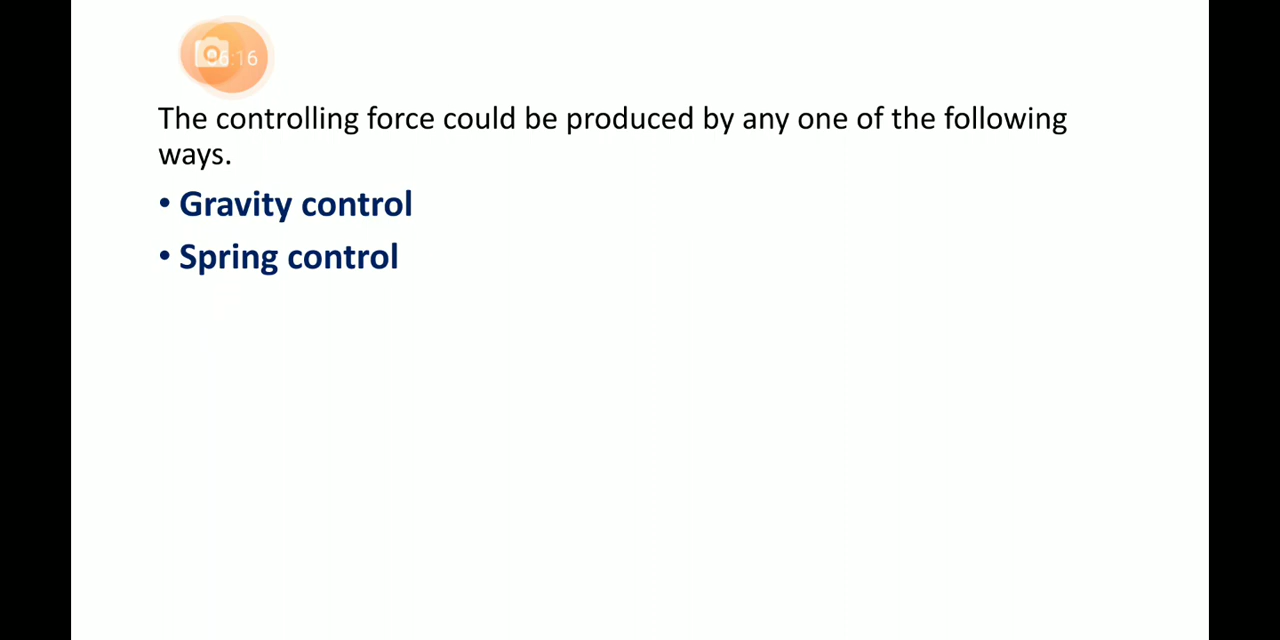 The controlling force could be produced by any one of the following
ways.
• Gravity control
• Spring control